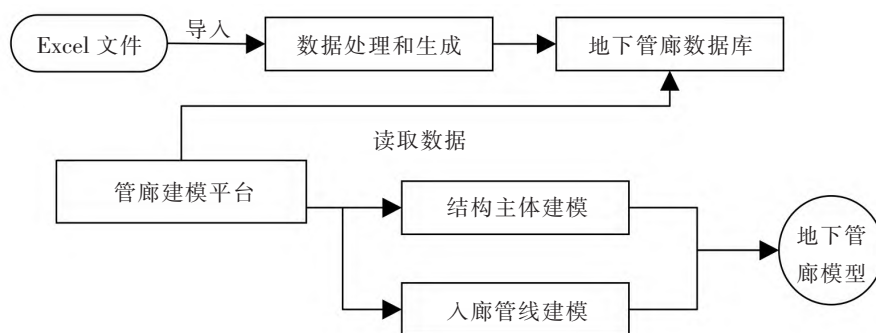 Excel 文件
导入
数据处理和生成
地下管廊数据库
读取数据
管廊建模平台
结构主体建模
入廊管线建模
地下管
廊模型